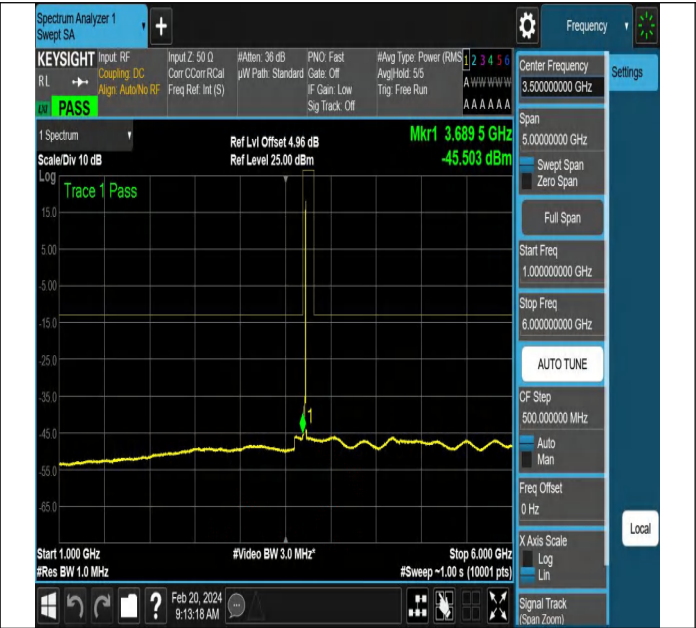 Spectrum Analyzer 1
Swept SA
+
Frequency
KEYSIGHT Input: RF
RL Coupling: DC
Align: Auto/No RF
Input Z: 50 Ω
Corr CCorr RCal
Freq Ref: Int (S)
#Atten: 36 dB
µW Path: Standard
PNO: Fast
Gate: Off
IF Gain: Low
Sig Track: Off
#Avg Type: Power (RMS
Avg|Hold: 5/5
Trig: Free Run
1 2 3 4 5 6
A W W W W W
A A A A A A
PASS
1 Spectrum
Scale/Div 10 dB
Ref Lvl Offset 4.96 dB
Ref Level 25.00 dBm
Mkr1 3.689 5 GHz
-45.503 dBm
Log
Trace 1 Pass
15.0
5.00
-5.00
-15.0
-25.0
-35.0
-45.0
-55.0
-65.0
1
Start 1.000 GHz
#Res BW 1.0 MHz
#Video BW 3.0 MHz*
Stop 6.000 GHz
#Sweep ~1.00 s (10001 pts)
Center Frequency
3.500000000 GHz
Settings
Span
5.00000000 GHz
Swept Span
Zero Span
Full Span
Start Freq
1.000000000 GHz
Stop Freq
6.000000000 GHz
AUTO TUNE
CF Step
500.000000 MHz
Auto
Man
Freq Offset
0 Hz
X Axis Scale
Log
Lin
Signal Track
(Span Zoom)
Local
?
Feb 20, 2024
9:13:18 AM